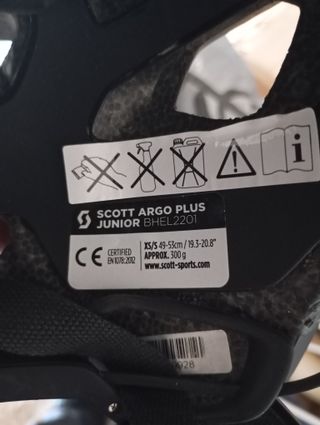 SCOTT ARGO PLUS
JUNIOR BHEL2201
CE CERTIFIED
EN 1078:2012
XS/S 49-53cm / 19.3-20.8"
APPROX. 300 g
www.scott-sports.com